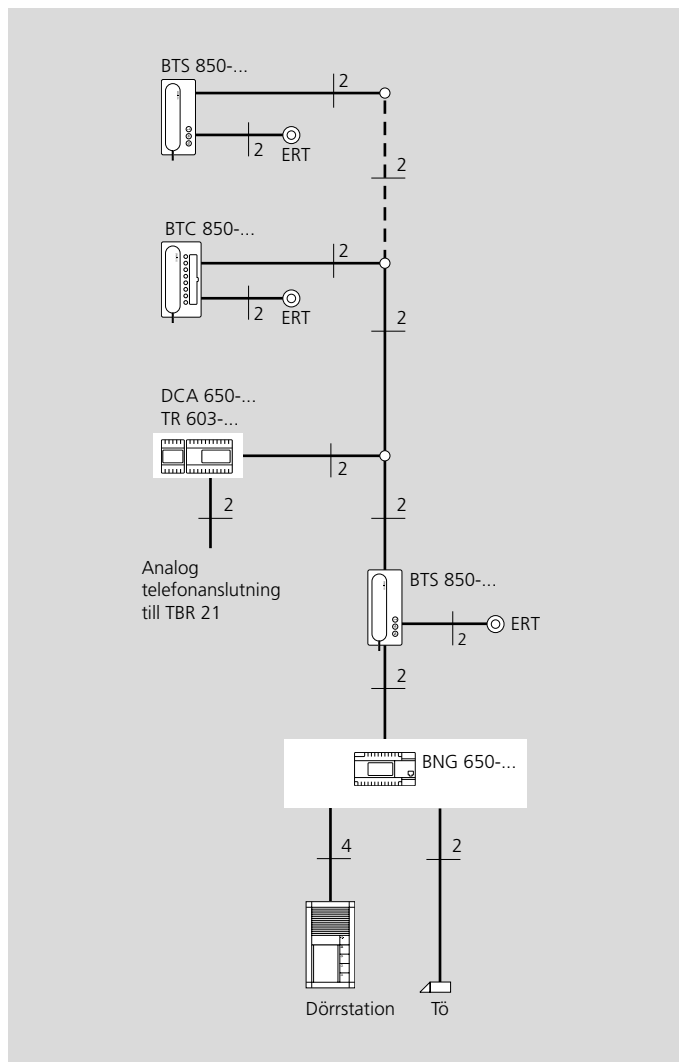 BTS 850-...
2
2
ERT
2
BTC 850-...
2
2
ERT
2
DCA 650-...
TR 603-...
2
2
2
Analog
telefonanslutning
till TBR 21
BTS 850-...
ERT
2
2
BNG 650-...
4
2
Dörrstation
Tö